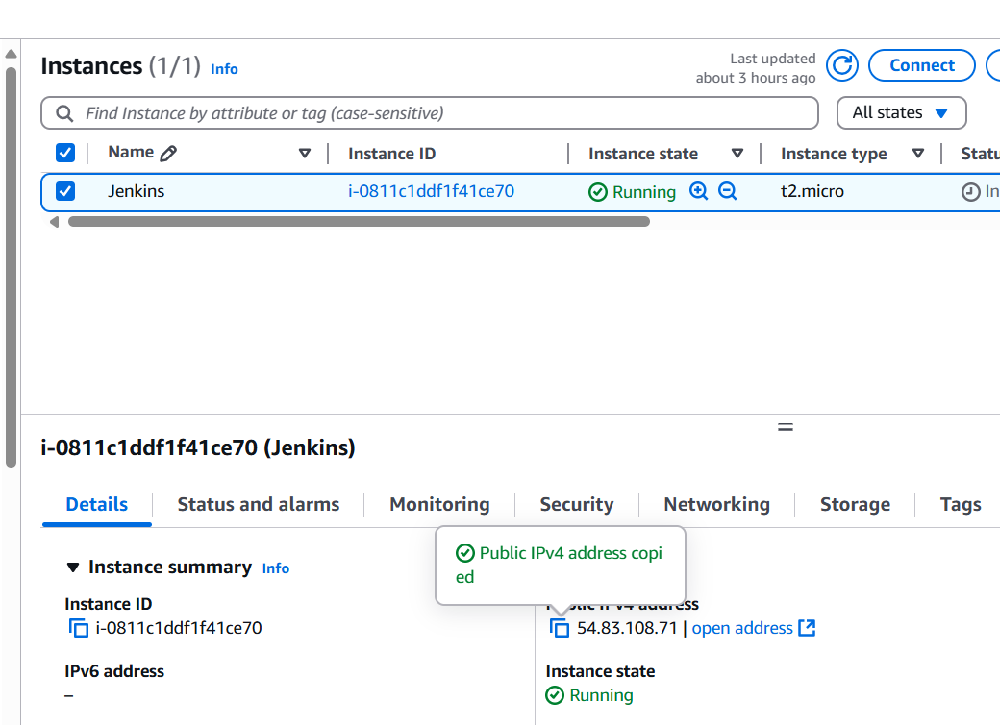 Instances (1/1) Info
Last updated
about 3 hours ago
Connect
Find Instance by attribute or tag (case-sensitive)
All states
Name Instance ID Instance state Instance type
Jenkins i-0811c1ddf1f41ce70 Running t2.micro
i-0811c1ddf1f41ce70 (Jenkins)
Details Status and alarms Monitoring Security Networking Storage Tags
Public IPv4 address copi
ed
Instance summary Info
Instance ID
i-0811c1ddf1f41ce70
Public IPv4 address
54.83.108.71 | open address
IPv6 address
–
Instance state
Running